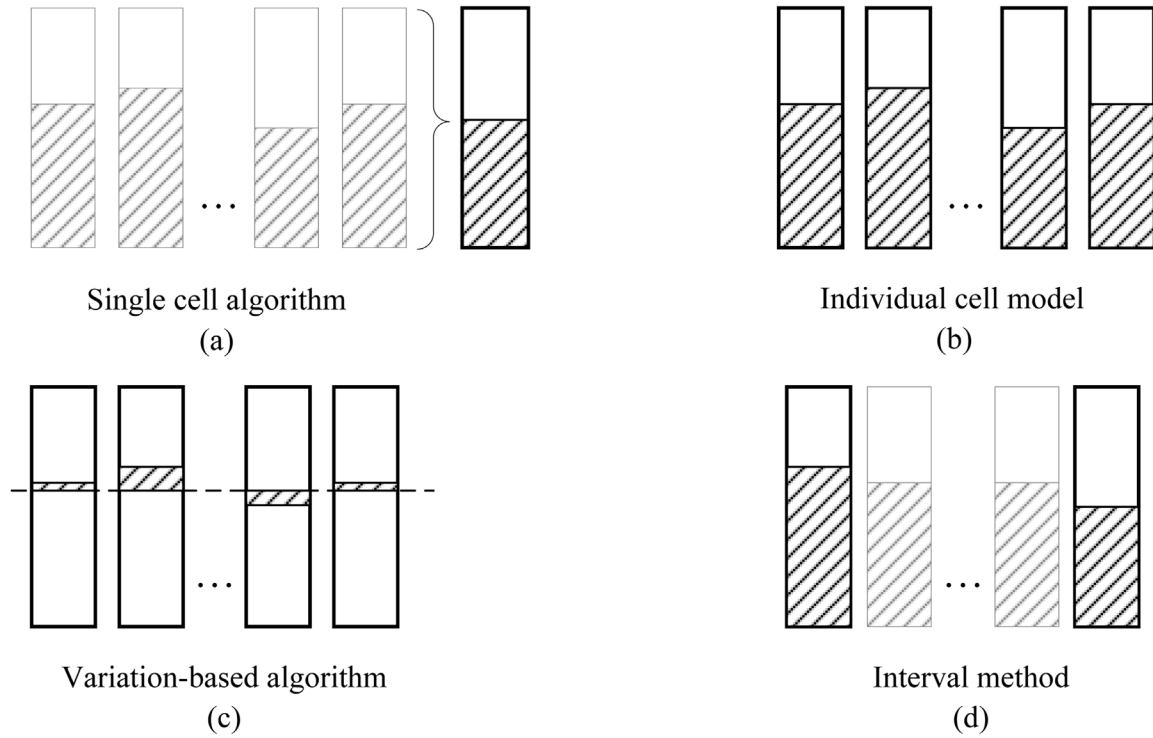 ...
...
Single cell algorithm
(a)
Individual cell model
(b)
...
...
Variation-based algorithm
(c)
Interval method
(d)